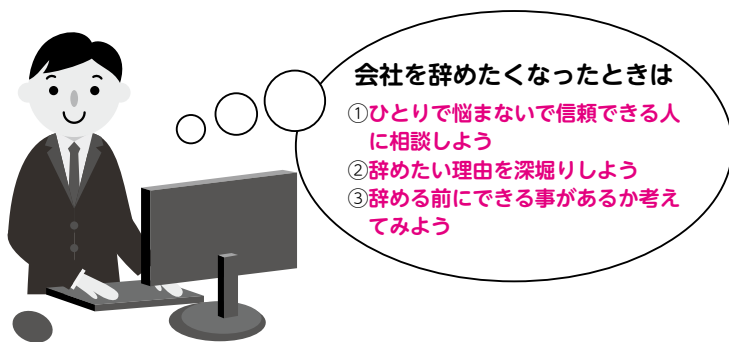 会社を辞めたくなったときは
①ひとりで悩まないで信頼できる人
に相談しよう
②辞めたい理由を深堀りしよう
③辞める前にできる事があるか考え
てみよう